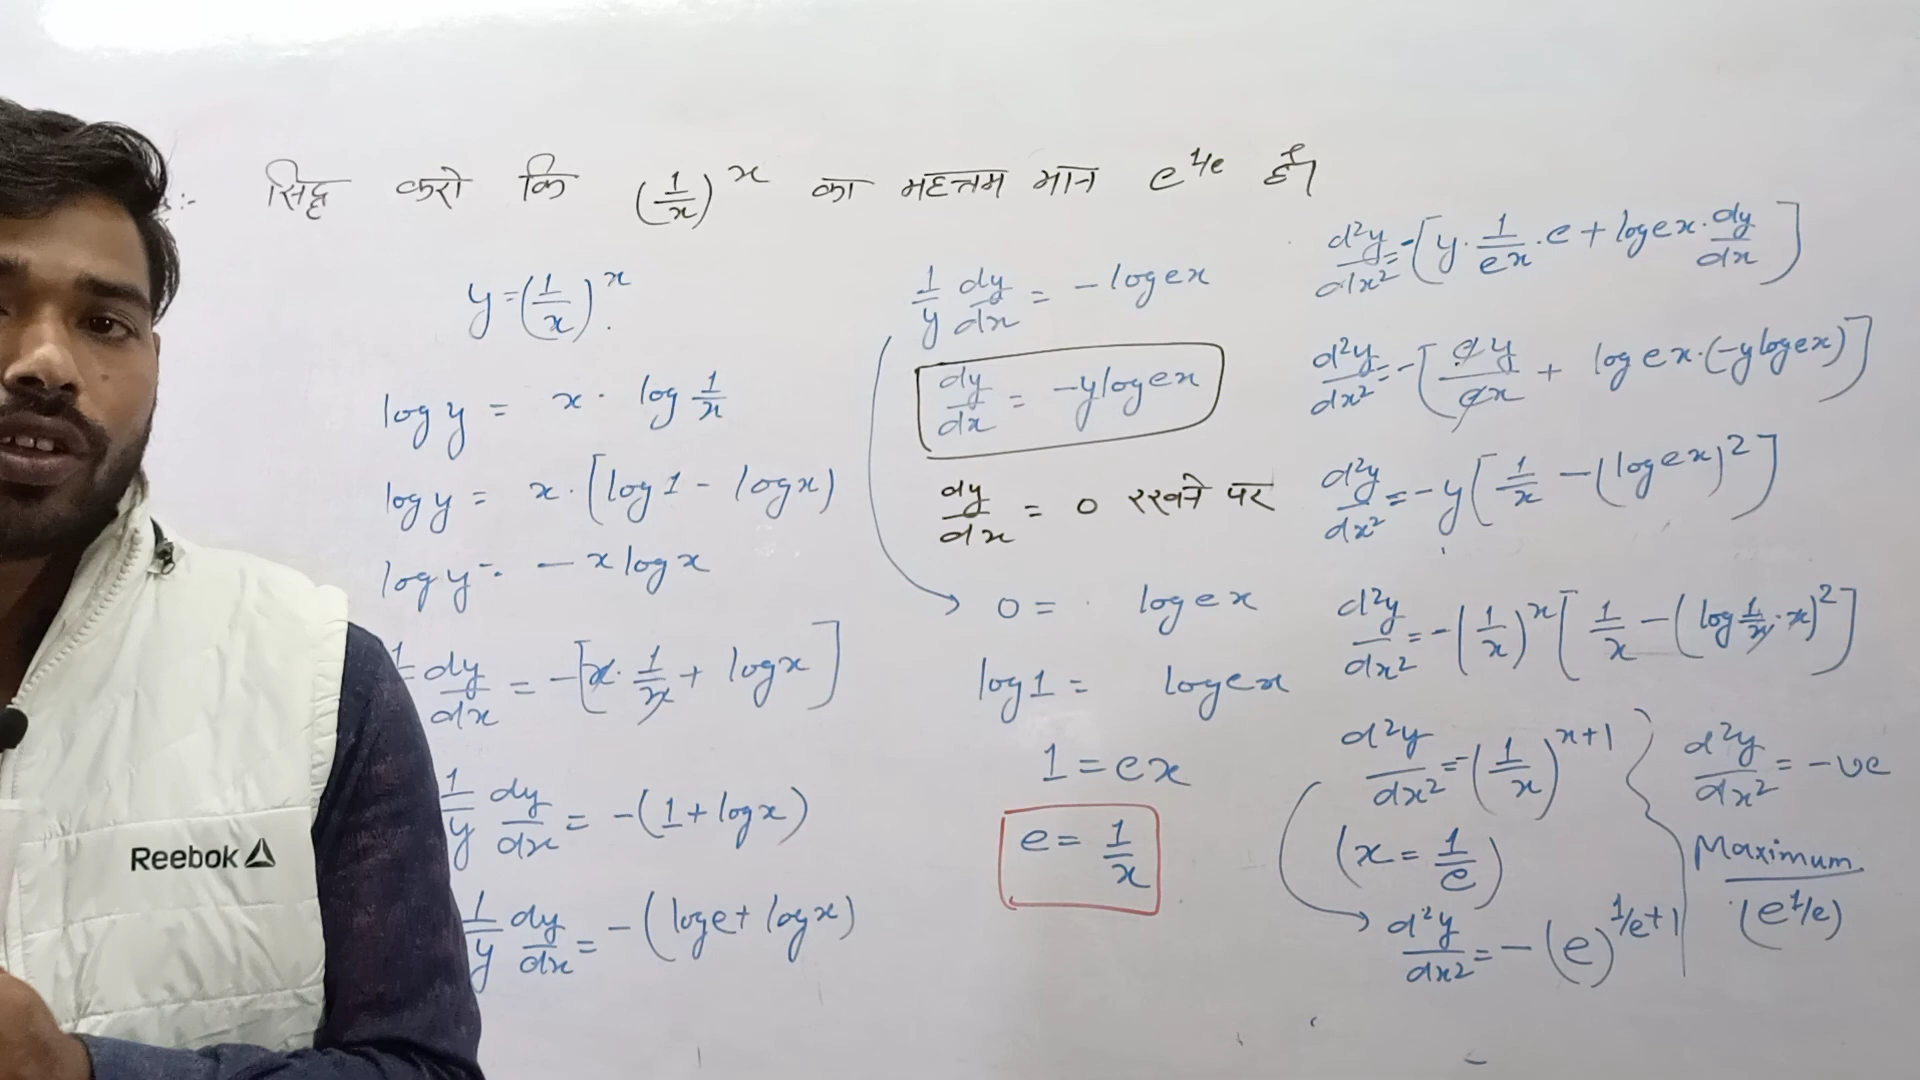 :- सिद्ध करो कि (1/x)^x का महत्तम मान e^1/e है।
y = (1/x)^x.
log y = x · log 1/x
log y = x · [log 1 - log x)
log y = - x log x
1 dy/dx = -[x · 1/x + log x]
1/y dy/dx = -(1 + log x)
1/y dy/dx = -(log e + log x)
1/y dy/dx = - log ex
dy/dx = -y log ex
dy/dx = 0 रखने पर
0 = log ex
log 1 = log ex
1 = ex
e = 1/x
d²y/dx² = -[y · 1/ex · e + log ex · dy/dx]
d²y/dx² = -[ey/ex + log ex · (-y log ex)]
d²y/dx² = -y[1/x - (log ex)²]
d²y/dx² = -(1/x)^x [1/x - (log 1/x · x)²]
d²y/dx² = -(1/x)^x+1
(x = 1/e)
d²y/dx² = -(e)^1/e+1
d²y/dx² = -ve
Maximum
(e^1/e)
Reebok